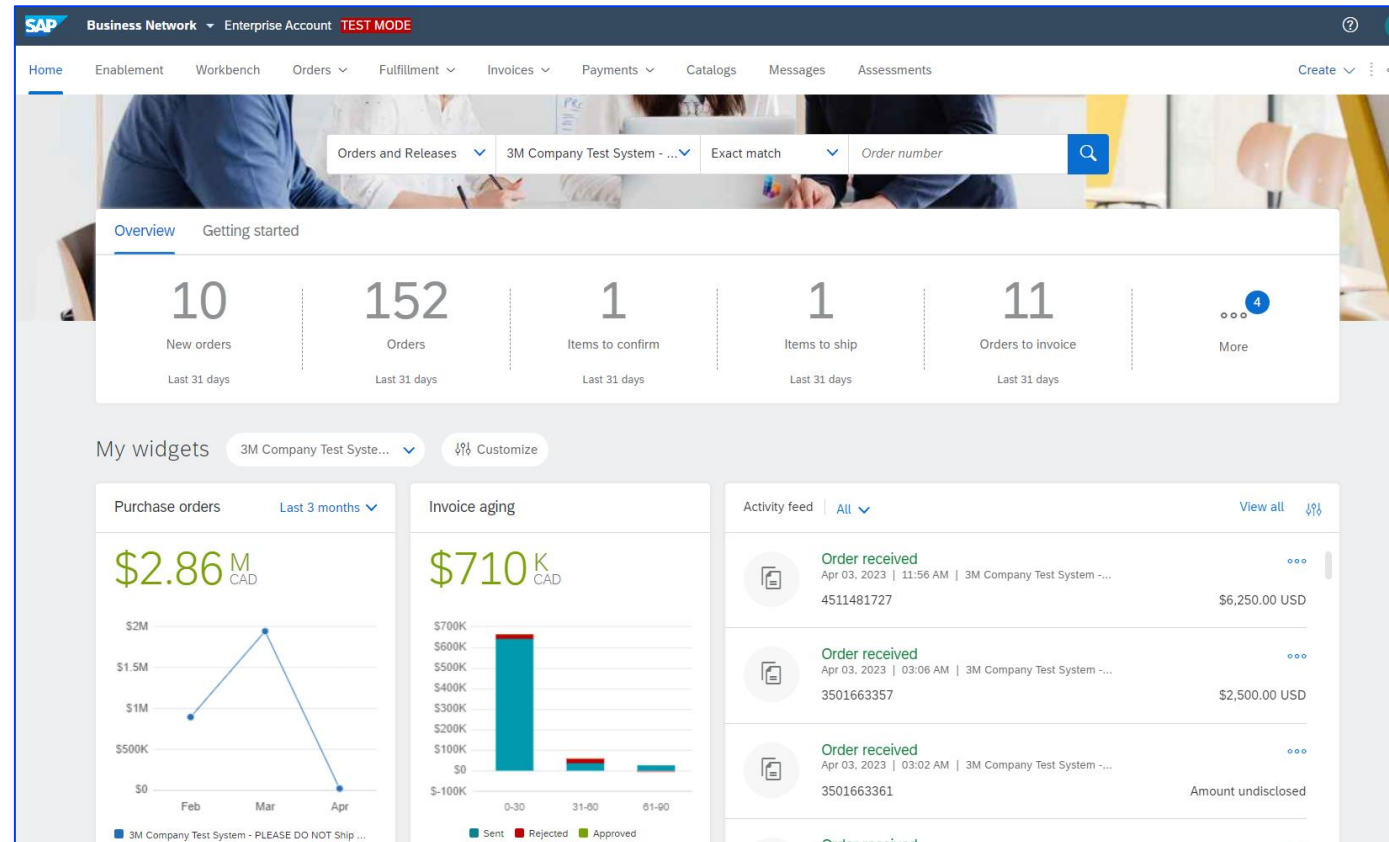 SAP Business Network Enterprise Account TEST MODE
Home Enablement Workbench Orders Fulfillment Invoices Payments Catalogs Messages Assessments Create
Orders and Releases 3M Company Test System - ... Exact match Order number
Overview Getting started
10 152 1 1 11 4
New orders Orders Items to confirm Items to ship Orders to invoice More
Last 31 days Last 31 days Last 31 days Last 31 days Last 31 days
My widgets 3M Company Test Syste... Customize
Purchase orders Last 3 months
$2.86 M CAD
$2M
$1.5M
$1M
$500K
$0
Feb Mar Apr
3M Company Test System - PLEASE DO NOT Ship ...
Invoice aging
$710 K CAD
$700K
$600K
$500K
$400K
$300K
$200K
$100K
$0
$-100K
0-30 31-60 61-90
Sent Rejected Approved
Activity feed All View all
Order received
Apr 03, 2023 | 11:56 AM | 3M Company Test System -...
4511481727 $6,250.00 USD
Order received
Apr 03, 2023 | 03:06 AM | 3M Company Test System -...
3501663357 $2,500.00 USD
Order received
Apr 03, 2023 | 03:02 AM | 3M Company Test System -...
3501663361 Amount undisclosed
Order received